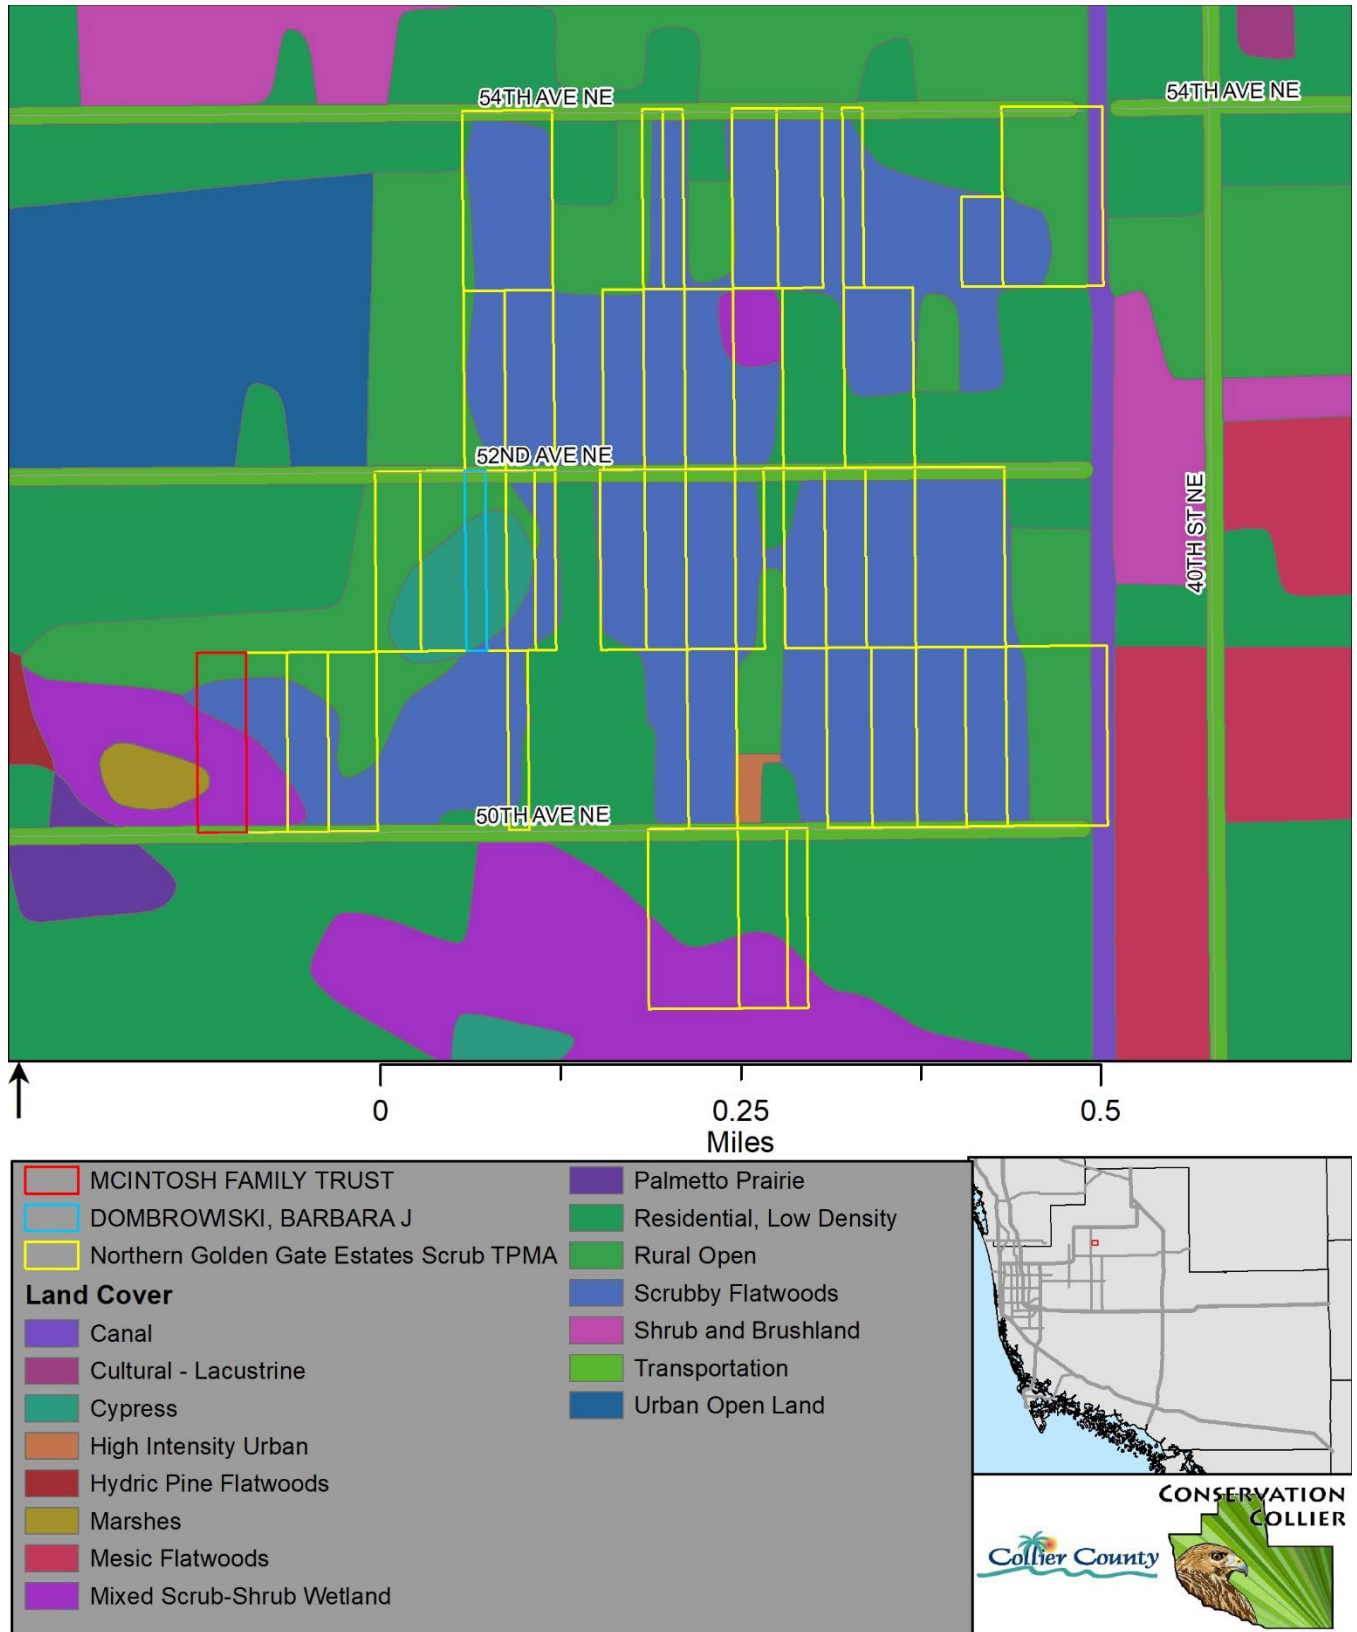 54TH AVE NE
54TH AVE NE
52ND AVE NE
40TH ST NE
50TH AVE NE
0
0.25
0.5
Miles
MCINTOSH FAMILY TRUST
DOMBROWISKI, BARBARA J
Northern Golden Gate Estates Scrub TPMA
Land Cover
Canal
Cultural - Lacustrine
Cypress
High Intensity Urban
Hydric Pine Flatwoods
Marshes
Mesic Flatwoods
Mixed Scrub-Shrub Wetland
Palmetto Prairie
Residential, Low Density
Rural Open
Scrubby Flatwoods
Shrub and Brushland
Transportation
Urban Open Land
Collier County
CONSERVATION
COLLIER